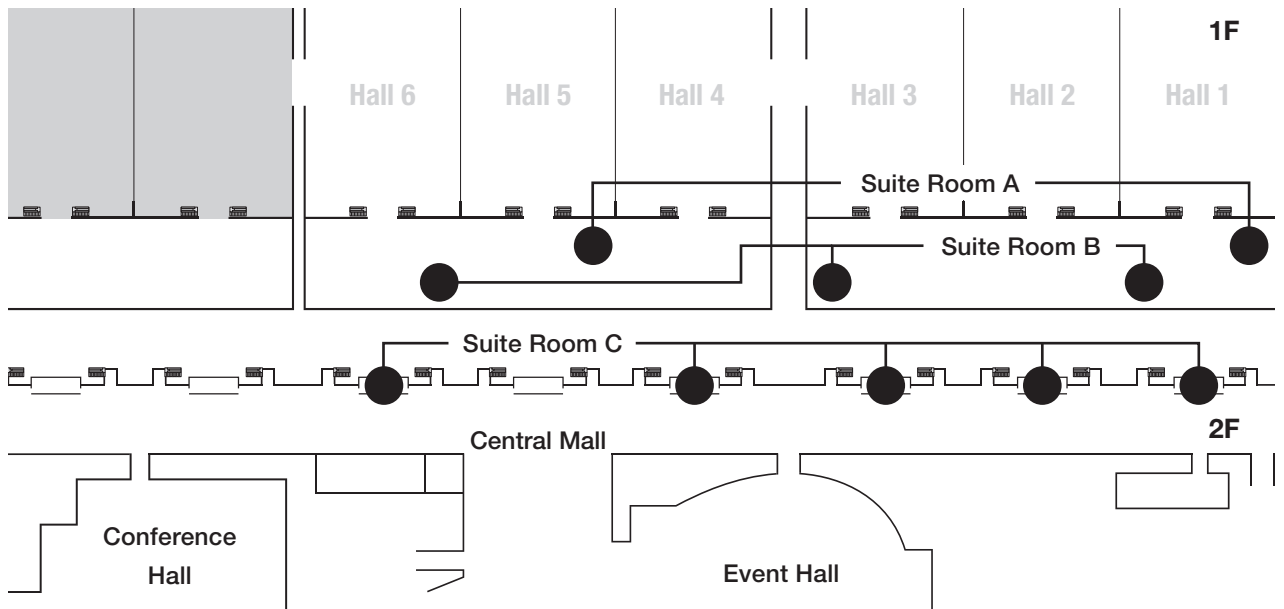 1F
Hall 6
Hall 5
Hall 4
Hall 3
Hall 2
Hall 1
Suite Room A
Suite Room B
Suite Room C
2F
Central Mall
Conference
Hall
Event Hall